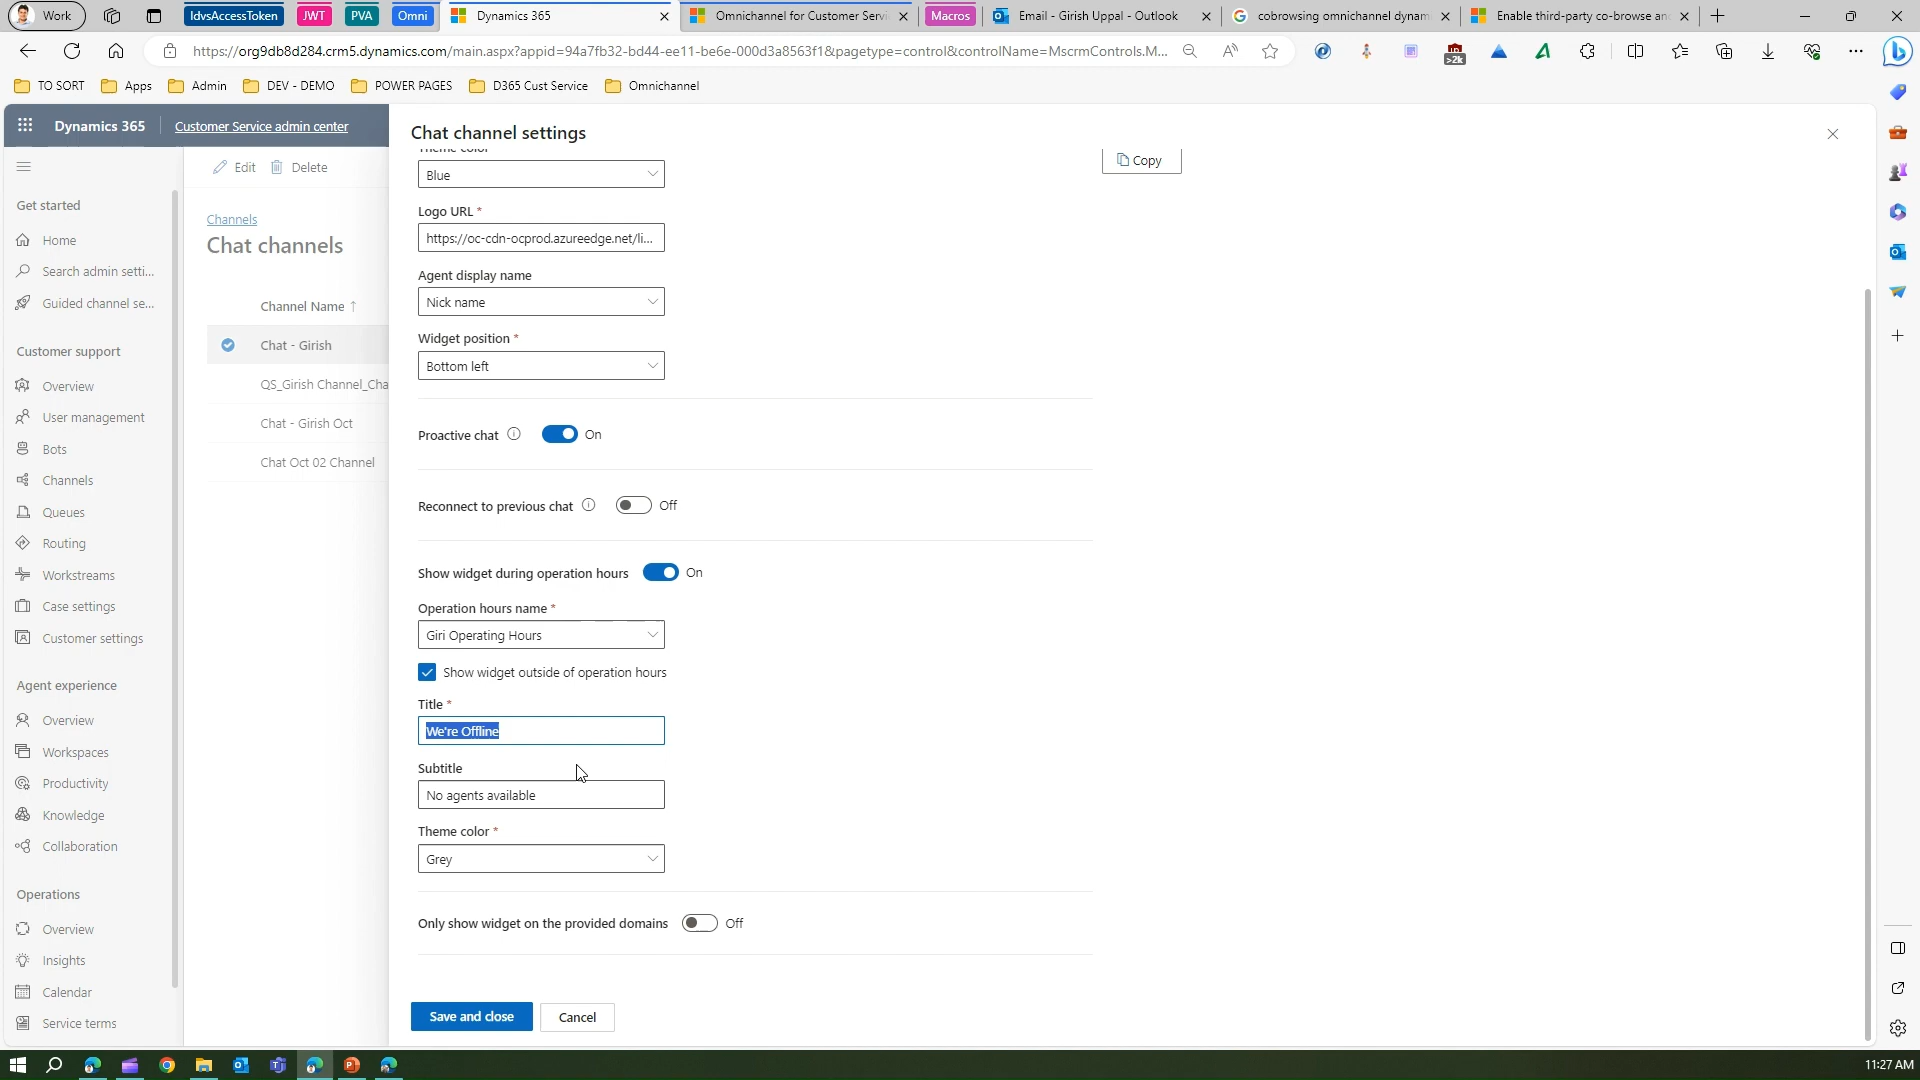 Work
IdvsAccessToken
JWT
PVA
Omni
Dynamics 365
Omnichannel for Customer Servi
Macros
Email - Girish Uppal - Outlook
cobrowsing omnichannel dynam
Enable third-party co-browse an
https://org9db8d284.crm5.dynamics.com/main.aspx?appid=94a7fb32-bd44-ee11-be6e-000d3a8563f1&pagetype=control&controlName=MscrmControls.M...
>2k
TO SORT
Apps
Admin
DEV - DEMO
POWER PAGES
D365 Cust Service
Omnichannel
Dynamics 365
Customer Service admin center
Edit
Delete
Get started
Home
Search admin setti...
Guided channel se...
Customer support
Overview
User management
Bots
Channels
Queues
Routing
Workstreams
Case settings
Customer settings
Agent experience
Overview
Workspaces
Productivity
Knowledge
Collaboration
Operations
Overview
Insights
Calendar
Service terms
Channels
Chat channels
Channel Name ↑
Chat - Girish
QS_Girish Channel_Cha
Chat - Girish Oct
Chat Oct 02 Channel
Chat channel settings
Theme color
Blue
Copy
Logo URL *
https://oc-cdn-ocprod.azureedge.net/li...
Agent display name
Nick name
Widget position *
Bottom left
Proactive chat
On
Reconnect to previous chat
Off
Show widget during operation hours
On
Operation hours name *
Giri Operating Hours
Show widget outside of operation hours
Title *
We're Offline
Subtitle
No agents available
Theme color *
Grey
Only show widget on the provided domains
Off
Save and close
Cancel
11:27 AM